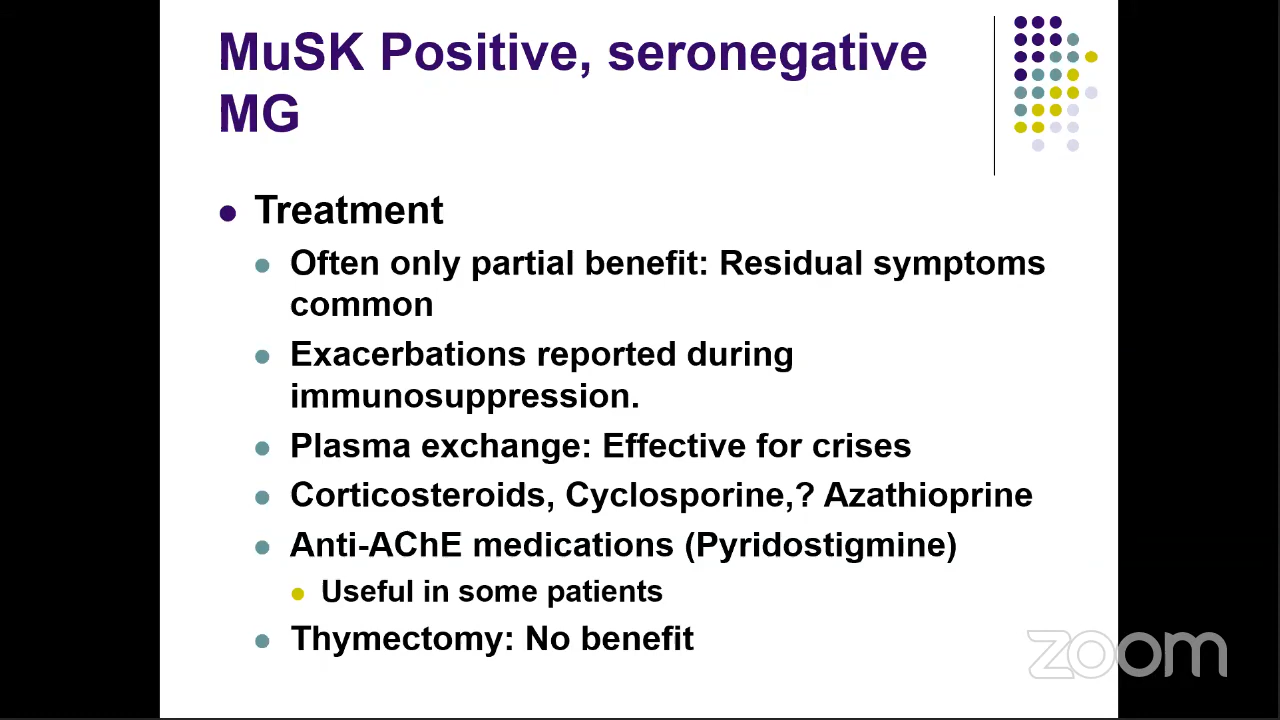 MuSK Positive, seronegative
MG
Treatment
Often only partial benefit: Residual symptoms
common
Exacerbations reported during
immunosuppression.
Plasma exchange: Effective for crises
Corticosteroids, Cyclosporine,? Azathioprine
Anti-AChE medications (Pyridostigmine)
Useful in some patients
Thymectomy: No benefit
zoom